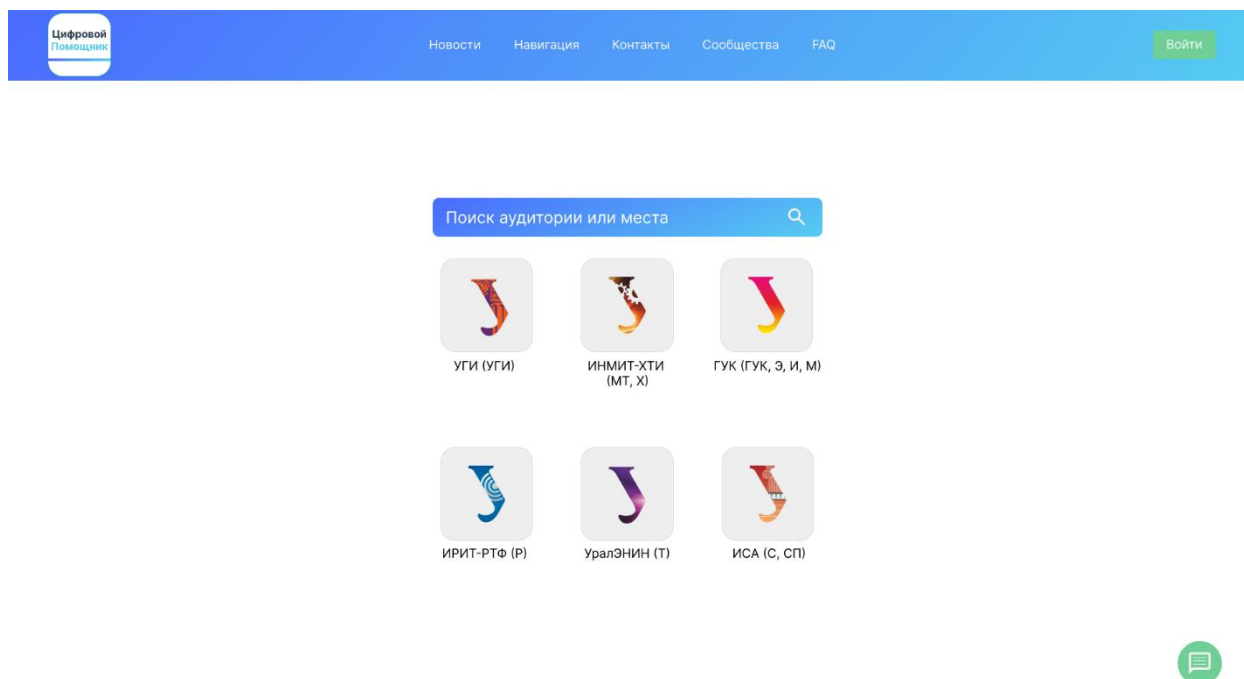 Цифровой
Помощник
Новости Навигация Контакты Сообщества FAQ
Войти
Поиск аудитории или места
УГИ (УГИ)
ИНМИТ-ХТИ
(МТ, Х)
ГУК (ГУК, Э, И, М)
ИРИТ-РТФ (Р)
УралЭНИН (Т)
ИСА (С, СП)